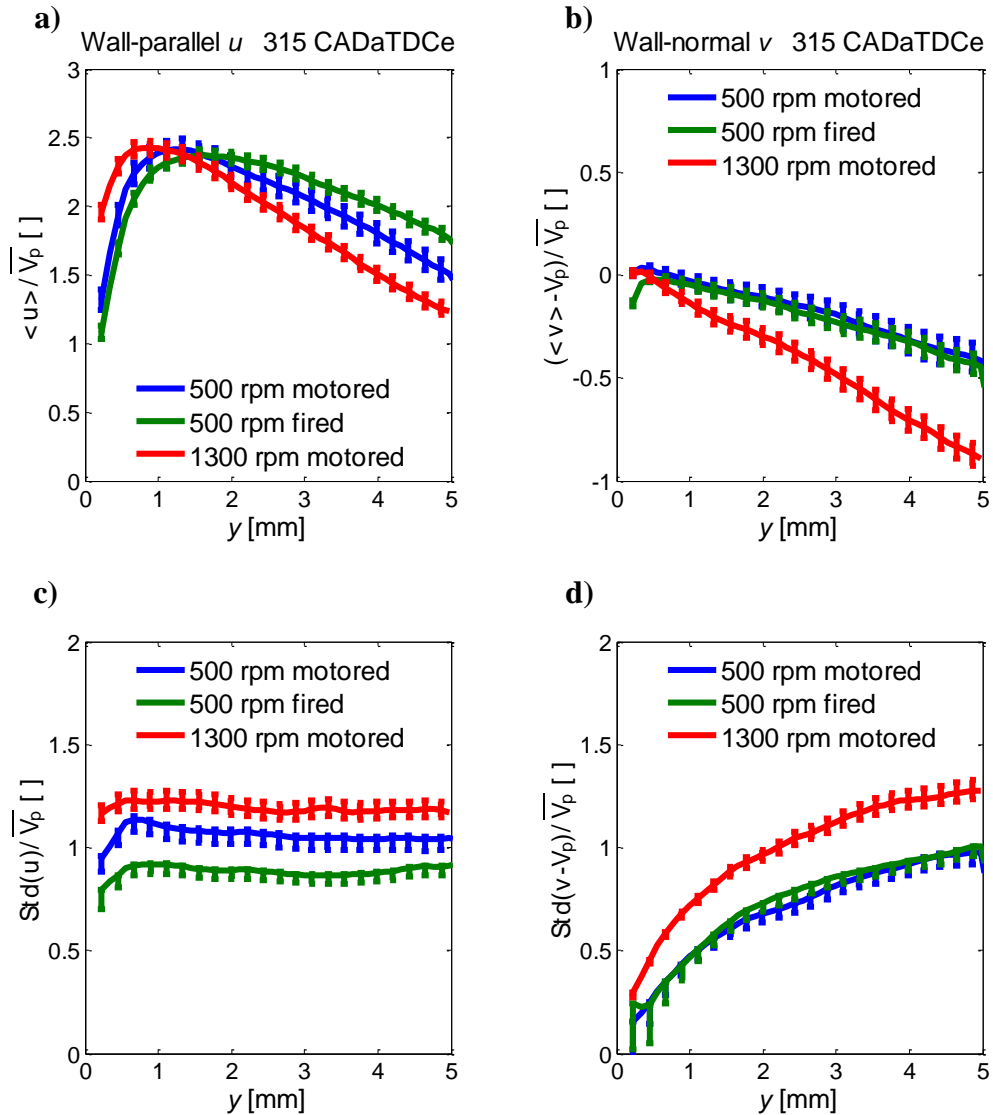 a)
Wall-parallel u 315 CADaTDCe
3
2.5
2
1.5
1
0.5
0
0 1 2 3 4 5
<u>/V̅p̅ [ ]
y [mm]
500 rpm motored
500 rpm fired
1300 rpm motored
b)
Wall-normal v 315 CADaTDCe
1
0.5
0
-0.5
-1
0 1 2 3 4 5
(<v>-Vp)/V̅p̅ [ ]
y [mm]
500 rpm motored
500 rpm fired
1300 rpm motored
c)
2
1.5
1
0.5
0
0 1 2 3 4 5
Std(u)/V̅p̅ [ ]
y [mm]
500 rpm motored
500 rpm fired
1300 rpm motored
d)
2
1.5
1
0.5
0
0 1 2 3 4 5
Std(v-Vp)/V̅p̅ [ ]
y [mm]
500 rpm motored
500 rpm fired
1300 rpm motored